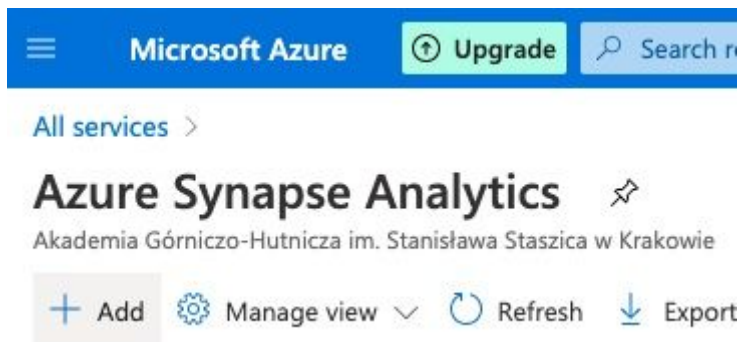 Microsoft Azure Upgrade Search
All services >
Azure Synapse Analytics
Akademia Górniczo-Hutnicza im. Stanisława Staszica w Krakowie
+ Add Manage view Refresh Export